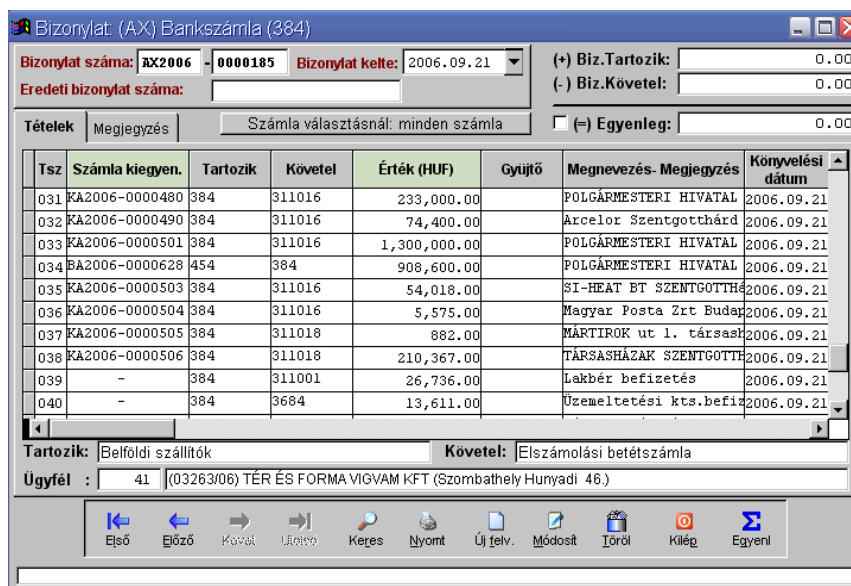 Bizonylat: (AX) Bankszámla (384)
Bizonylat száma: AX2006 - 0000185 Bizonylat kelte: 2006.09.21 (+) Biz.Tartozik: 0.00
(-) Biz.Követel: 0.00
Eredeti bizonylat száma:
Tételek Megjegyzés Számla választásnál: minden számla (=) Egyenleg: 0.00
Tsz Számla kiegyen. Tartozik Követel Érték (HUF) Gyüjtő Megnevezés- Megjegyzés Könyvelési dátum
031 KA2006-0000480 384 311016 233,000.00 POLGÁRMESTERI HIVATAL 2006.09.21
032 KA2006-0000490 384 311016 74,400.00 Arcelor Szentgotthárd 2006.09.21
033 KA2006-0000501 384 311016 1,300,000.00 POLGÁRMESTERI HIVATAL 2006.09.21
034 BA2006-0000628 454 384 908,600.00 POLGÁRMESTERI HIVATAL 2006.09.21
035 KA2006-0000503 384 311016 54,018.00 SI-HEAT BT SZENTGOTTHá 2006.09.21
036 KA2006-0000504 384 311016 5,575.00 Magyar Posta Zrt Budap 2006.09.21
037 KA2006-0000505 384 311018 882.00 MÁRTIROK ut 1. társash 2006.09.21
038 KA2006-0000506 384 311018 210,367.00 TÁRSASHÁZAK SZENTGOTTH 2006.09.21
039 - 384 311001 26,736.00 Lakbér befizetés 2006.09.21
040 - 384 3684 13,611.00 Üzemeltetési kts.befiz 2006.09.21
Tartozik: Belföldi szállítók Követel: Elszámolási betétszámla
Ügyfél : 41 (03263/06) TÉR ÉS FORMA VIGVAM KFT (Szombathely Hunyadi 46.)
Első Előző Követ Utolsó Keres Nyomt Új felv. Módosít Töröl Kilép Egyenl